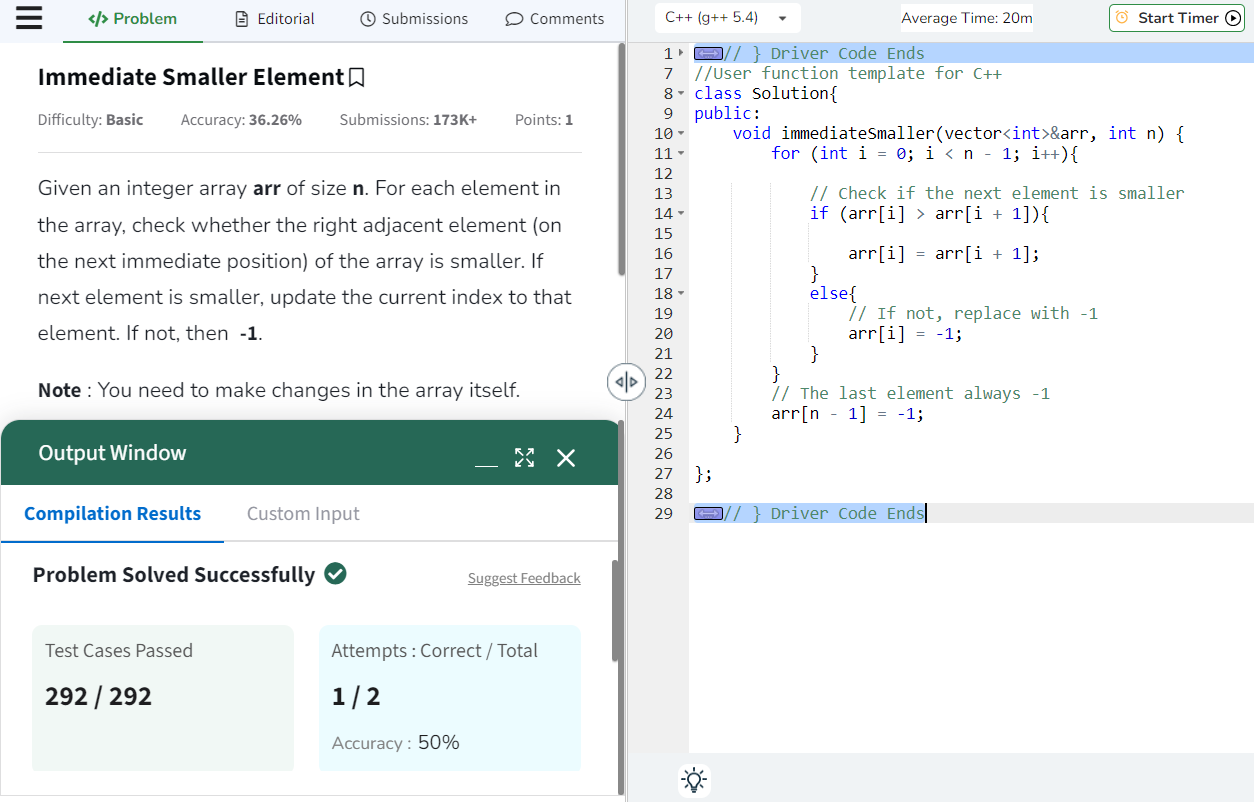 </> Problem
Editorial
Submissions
Comments
Immediate Smaller Element
Difficulty: Basic Accuracy: 36.26% Submissions: 173K+ Points: 1
Given an integer array arr of size n. For each element in
the array, check whether the right adjacent element (on
the next immediate position) of the array is smaller. If
next element is smaller, update the current index to that
element. If not, then -1.
Note : You need to make changes in the array itself.
Output Window
Compilation Results
Custom Input
Problem Solved Successfully
Suggest Feedback
Test Cases Passed
292 / 292
Attempts : Correct / Total
1 / 2
Accuracy : 50%
C++ (g++ 5.4)
Average Time: 20m
Start Timer
1 // } Driver Code Ends
7 //User function template for C++
8 class Solution{
9 public:
10 void immediateSmaller(vector<int>&arr, int n) {
11 for (int i = 0; i < n - 1; i++){
12
13 // Check if the next element is smaller
14 if (arr[i] > arr[i + 1]){
15
16 arr[i] = arr[i + 1];
17 }
18 else{
19 // If not, replace with -1
20 arr[i] = -1;
21 }
22 }
23 // The last element always -1
24 arr[n - 1] = -1;
25 }
26
27 };
28
29 // } Driver Code Ends